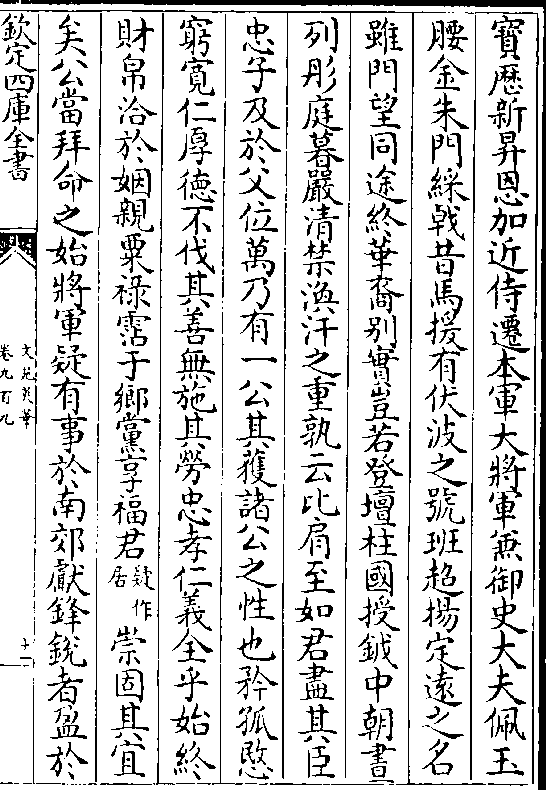 寶厯新昇恩加近侍遷本軍大將軍兼御史大夫佩玉
腰金朱門綵㦸昔馬援有伏波之號班超揚定遠之名
雖門望同途終華裔别實豈若登壇柱國授鉞中朝書
列彤庭暮嚴清禁渙汗之重孰云比肩至如君盡其臣
忠子及於父位萬乃有一公其䕶諸公之性也矜孤愍
窮寛仁厚德不伐其善無施其勞忠孝仁義全乎始終
財帛洽於姻親粟祿霑于鄉黨享福君疑作居崇固其宜
矣公當拜命之始將軍疑有事於南郊獻鋒銳者盈於
欽定四庫全書
文苑英華
卷九百九
十一